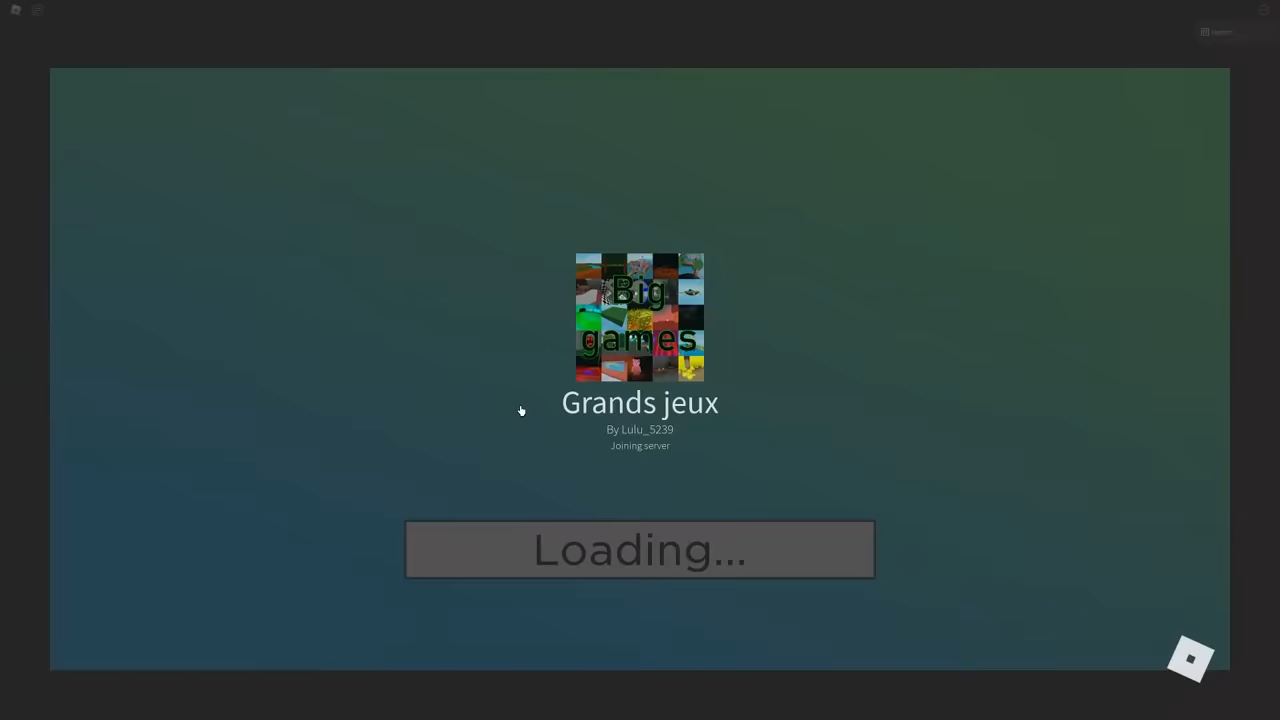 Big
games
Grands jeux
By Lulu_5239
Joining server
Loading...